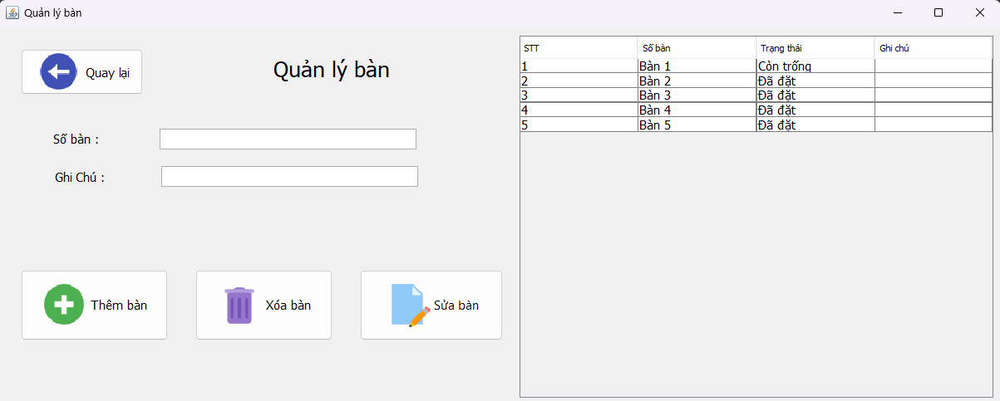 Quản lý bàn
Quay lại
Quản lý bàn
Số bàn :
Ghi Chú :
Thêm bàn
Xóa bàn
Sửa bàn
STT Số bàn Trạng thái Ghi chú
1 Bàn 1 Còn trống
2 Bàn 2 Đã đặt
3 Bàn 3 Đã đặt
4 Bàn 4 Đã đặt
5 Bàn 5 Đã đặt